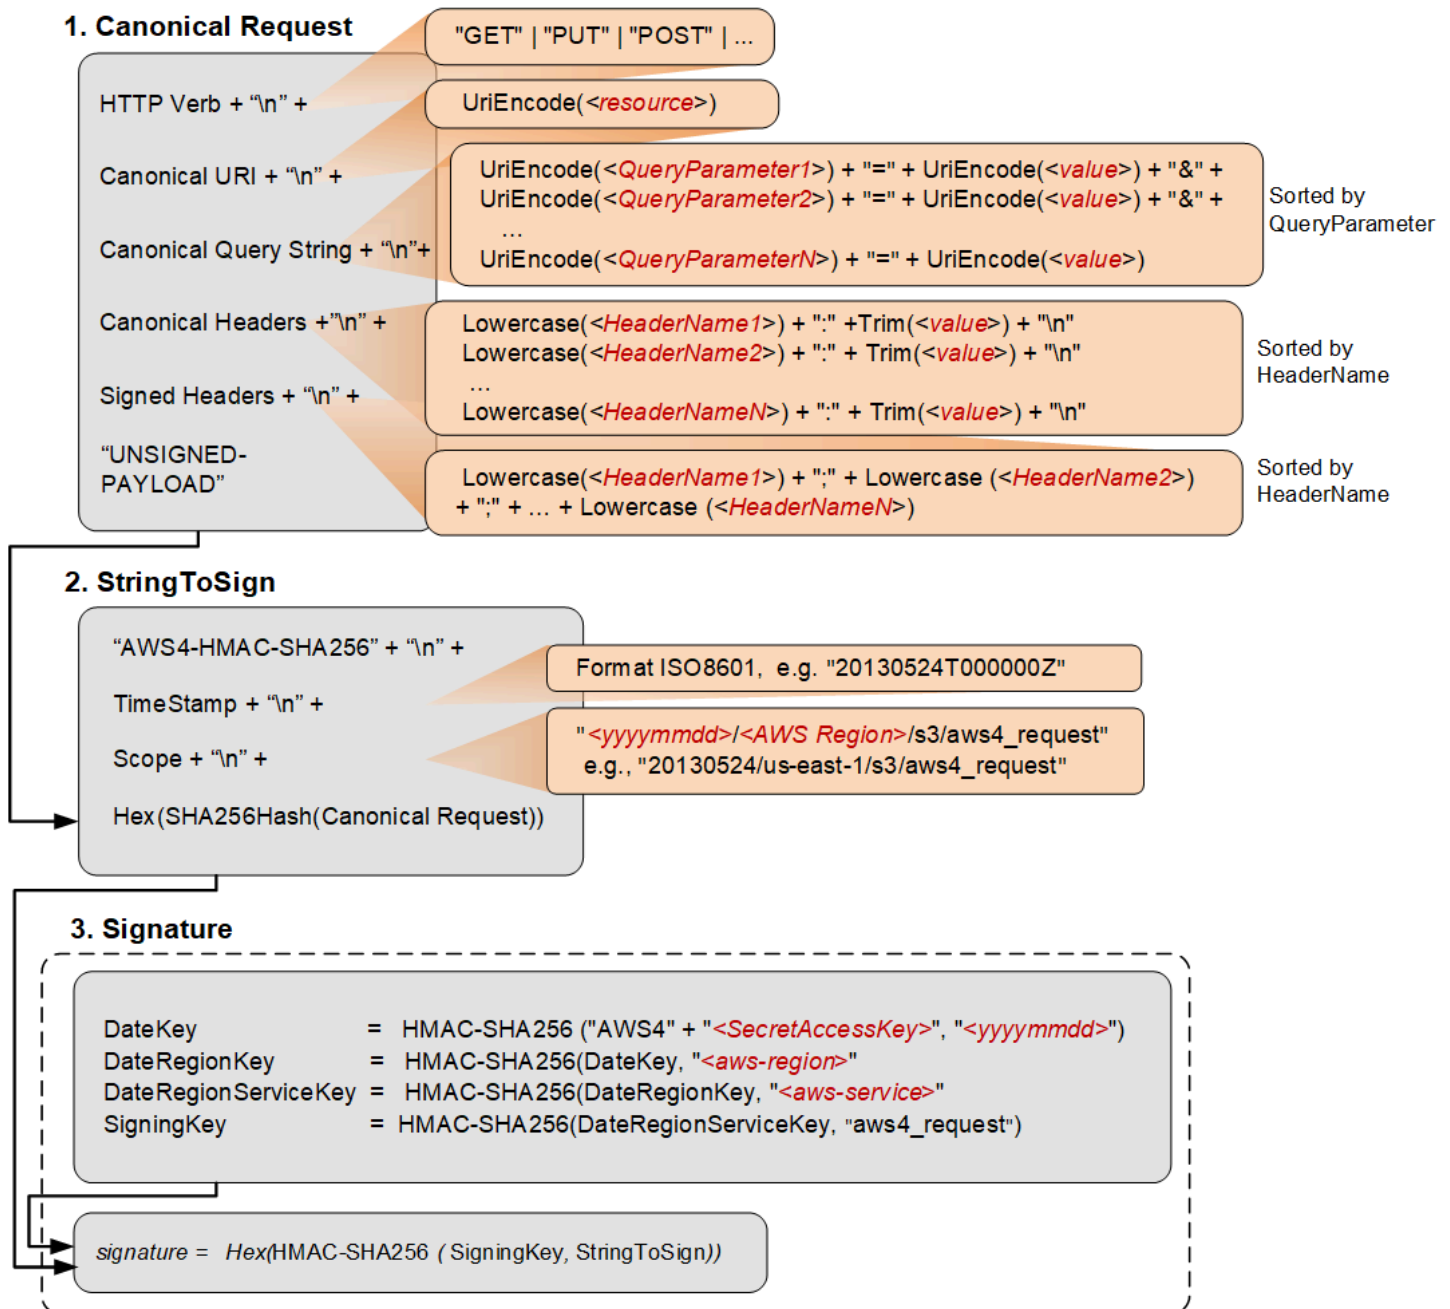 1. Canonical Request
"GET" | "PUT" | "POST" | ...
HTTP Verb + “\n” +
UriEncode(<resource>)
Canonical URI + “\n” +
UriEncode(<QueryParameter1>) + "=" + UriEncode(<value>) + "&" +
UriEncode(<QueryParameter2>) + "=" + UriEncode(<value>) + "&" +
...
UriEncode(<QueryParameterN>) + "=" + UriEncode(<value>)
Sorted by
QueryParameter
Canonical Query String + “\n”+
Canonical Headers +”\n” +
Lowercase(<HeaderName1>) + ":" +Trim(<value>) + "\n"
Lowercase(<HeaderName2>) + ":" + Trim(<value>) + "\n"
...
Lowercase(<HeaderNameN>) + ":" + Trim(<value>) + "\n"
Sorted by
HeaderName
Signed Headers + “\n” +
“UNSIGNED-
PAYLOAD”
Lowercase(<HeaderName1>) + ";" + Lowercase (<HeaderName2>)
+ ";" + ... + Lowercase (<HeaderNameN>)
Sorted by
HeaderName
2. StringToSign
“AWS4-HMAC-SHA256” + “\n” +
Format ISO8601, e.g. "20130524T000000Z"
TimeStamp + “\n” +
"<yyyymmdd>/<AWS Region>/s3/aws4_request"
e.g., "20130524/us-east-1/s3/aws4_request"
Scope + “\n” +
Hex(SHA256Hash(Canonical Request))
3. Signature
DateKey = HMAC-SHA256 ("AWS4" + "<SecretAccessKey>", "<yyyymmdd>")
DateRegionKey = HMAC-SHA256(DateKey, "<aws-region>"
DateRegionServiceKey = HMAC-SHA256(DateRegionKey, "<aws-service>"
SigningKey = HMAC-SHA256(DateRegionServiceKey, "aws4_request")
signature = Hex(HMAC-SHA256 ( SigningKey, StringToSign))